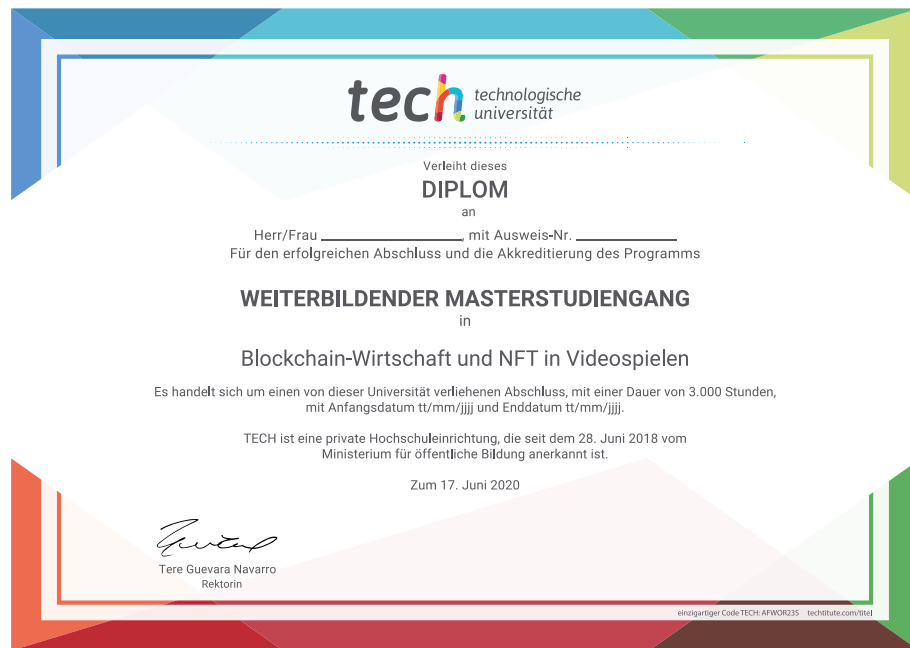 tech technologische
universität
Verleiht dieses
DIPLOM
an
Herr/Frau ________________, mit Ausweis-Nr. ______________
Für den erfolgreichen Abschluss und die Akkreditierung des Programms
WEITERBILDENDER MASTERSTUDIENGANG
in
Blockchain-Wirtschaft und NFT in Videospielen
Es handelt sich um einen von dieser Universität verliehenen Abschluss, mit einer Dauer von 3.000 Stunden,
mit Anfangsdatum tt/mm/jjjj und Enddatum tt/mm/jjjj.
TECH ist eine private Hochschuleinrichtung, die seit dem 28. Juni 2018 vom
Ministerium für öffentliche Bildung anerkannt ist.
Zum 17. Juni 2020
Tere Guevara Navarro
Rektorin
einzigartiger Code TECH: AFWOR23S techtitute.com/titel